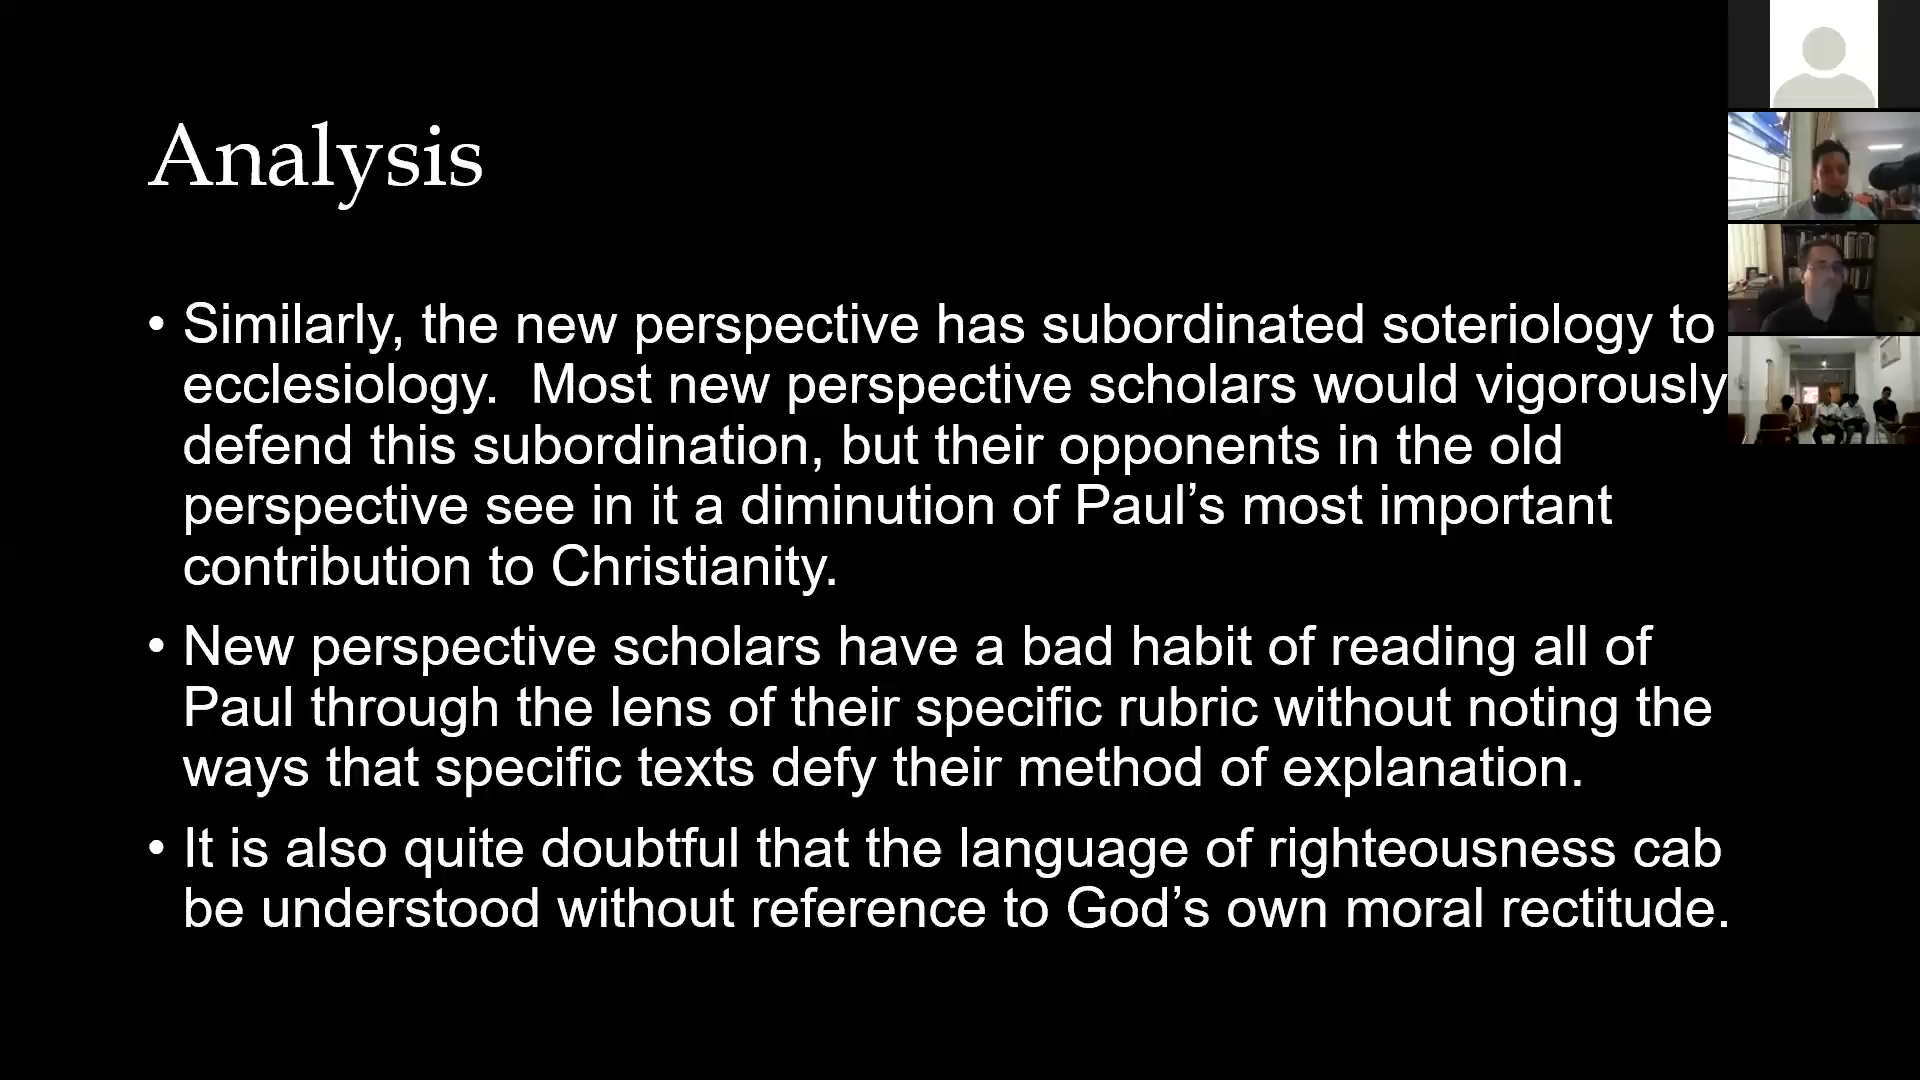 Analysis
• Similarly, the new perspective has subordinated soteriology to
ecclesiology.  Most new perspective scholars would vigorously
defend this subordination, but their opponents in the old
perspective see in it a diminution of Paul’s most important
contribution to Christianity.
• New perspective scholars have a bad habit of reading all of
Paul through the lens of their specific rubric without noting the
ways that specific texts defy their method of explanation.
• It is also quite doubtful that the language of righteousness cab
be understood without reference to God’s own moral rectitude.